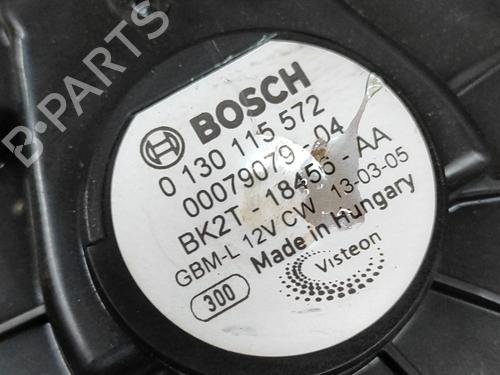 B-PARTS
BOSCH
0 130 115 572
00079079-04
BK2T-18456-AA
GBM-L 12V CW 13-03-05
Made in Hungary
300
Visteon